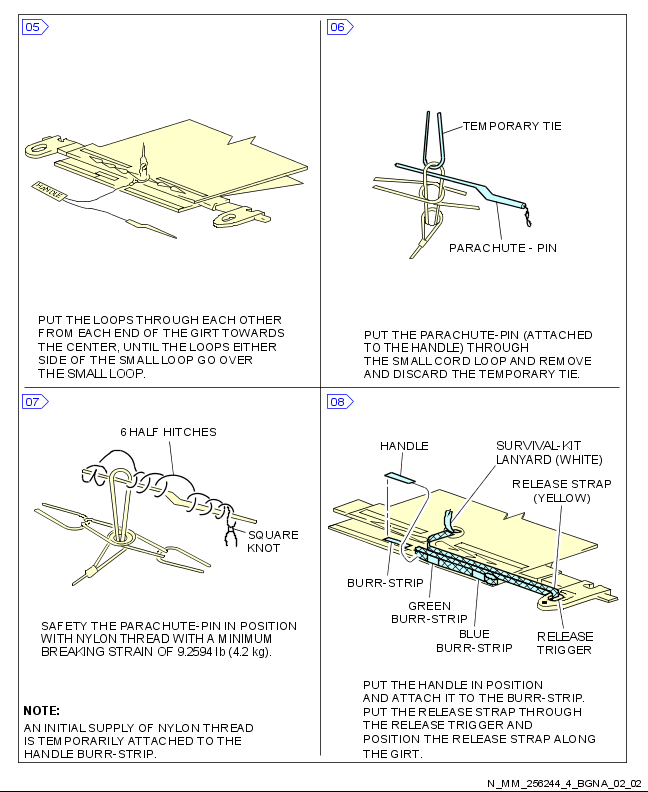 05
HANDLE
PUT THE LOOPS THROUGH EACH OTHER
FROM EACH END OF THE GIRT TOWARDS
THE CENTER, UNTIL THE LOOPS EITHER
SIDE OF THE SMALL LOOP GO OVER
THE SMALL LOOP.
06
TEMPORARY TIE
PARACHUTE - PIN
PUT THE PARACHUTE-PIN (ATTACHED
TO THE HANDLE) THROUGH
THE SMALL CORD LOOP AND REMOVE
AND DISCARD THE TEMPORARY TIE.
07
6 HALF HITCHES
SQUARE
KNOT
SAFETY THE PARACHUTE-PIN IN POSITION
WITH NYLON THREAD WITH A MINIMUM
BREAKING STRAIN OF 9.2594 lb (4.2 kg).
NOTE:
AN INITIAL SUPPLY OF NYLON THREAD
IS TEMPORARILY ATTACHED TO THE
HANDLE BURR-STRIP.
08
HANDLE
SURVIVAL-KIT
LANYARD (WHITE)
RELEASE STRAP
(YELLOW)
BURR-STRIP
GREEN
BURR-STRIP
BLUE
BURR-STRIP
RELEASE
TRIGGER
PUT THE HANDLE IN POSITION
AND ATTACH IT TO THE BURR-STRIP.
PUT THE RELEASE STRAP THROUGH
THE RELEASE TRIGGER AND
POSITION THE RELEASE STRAP ALONG
THE GIRT.
N_MM_256244_4_BGNA_02_02